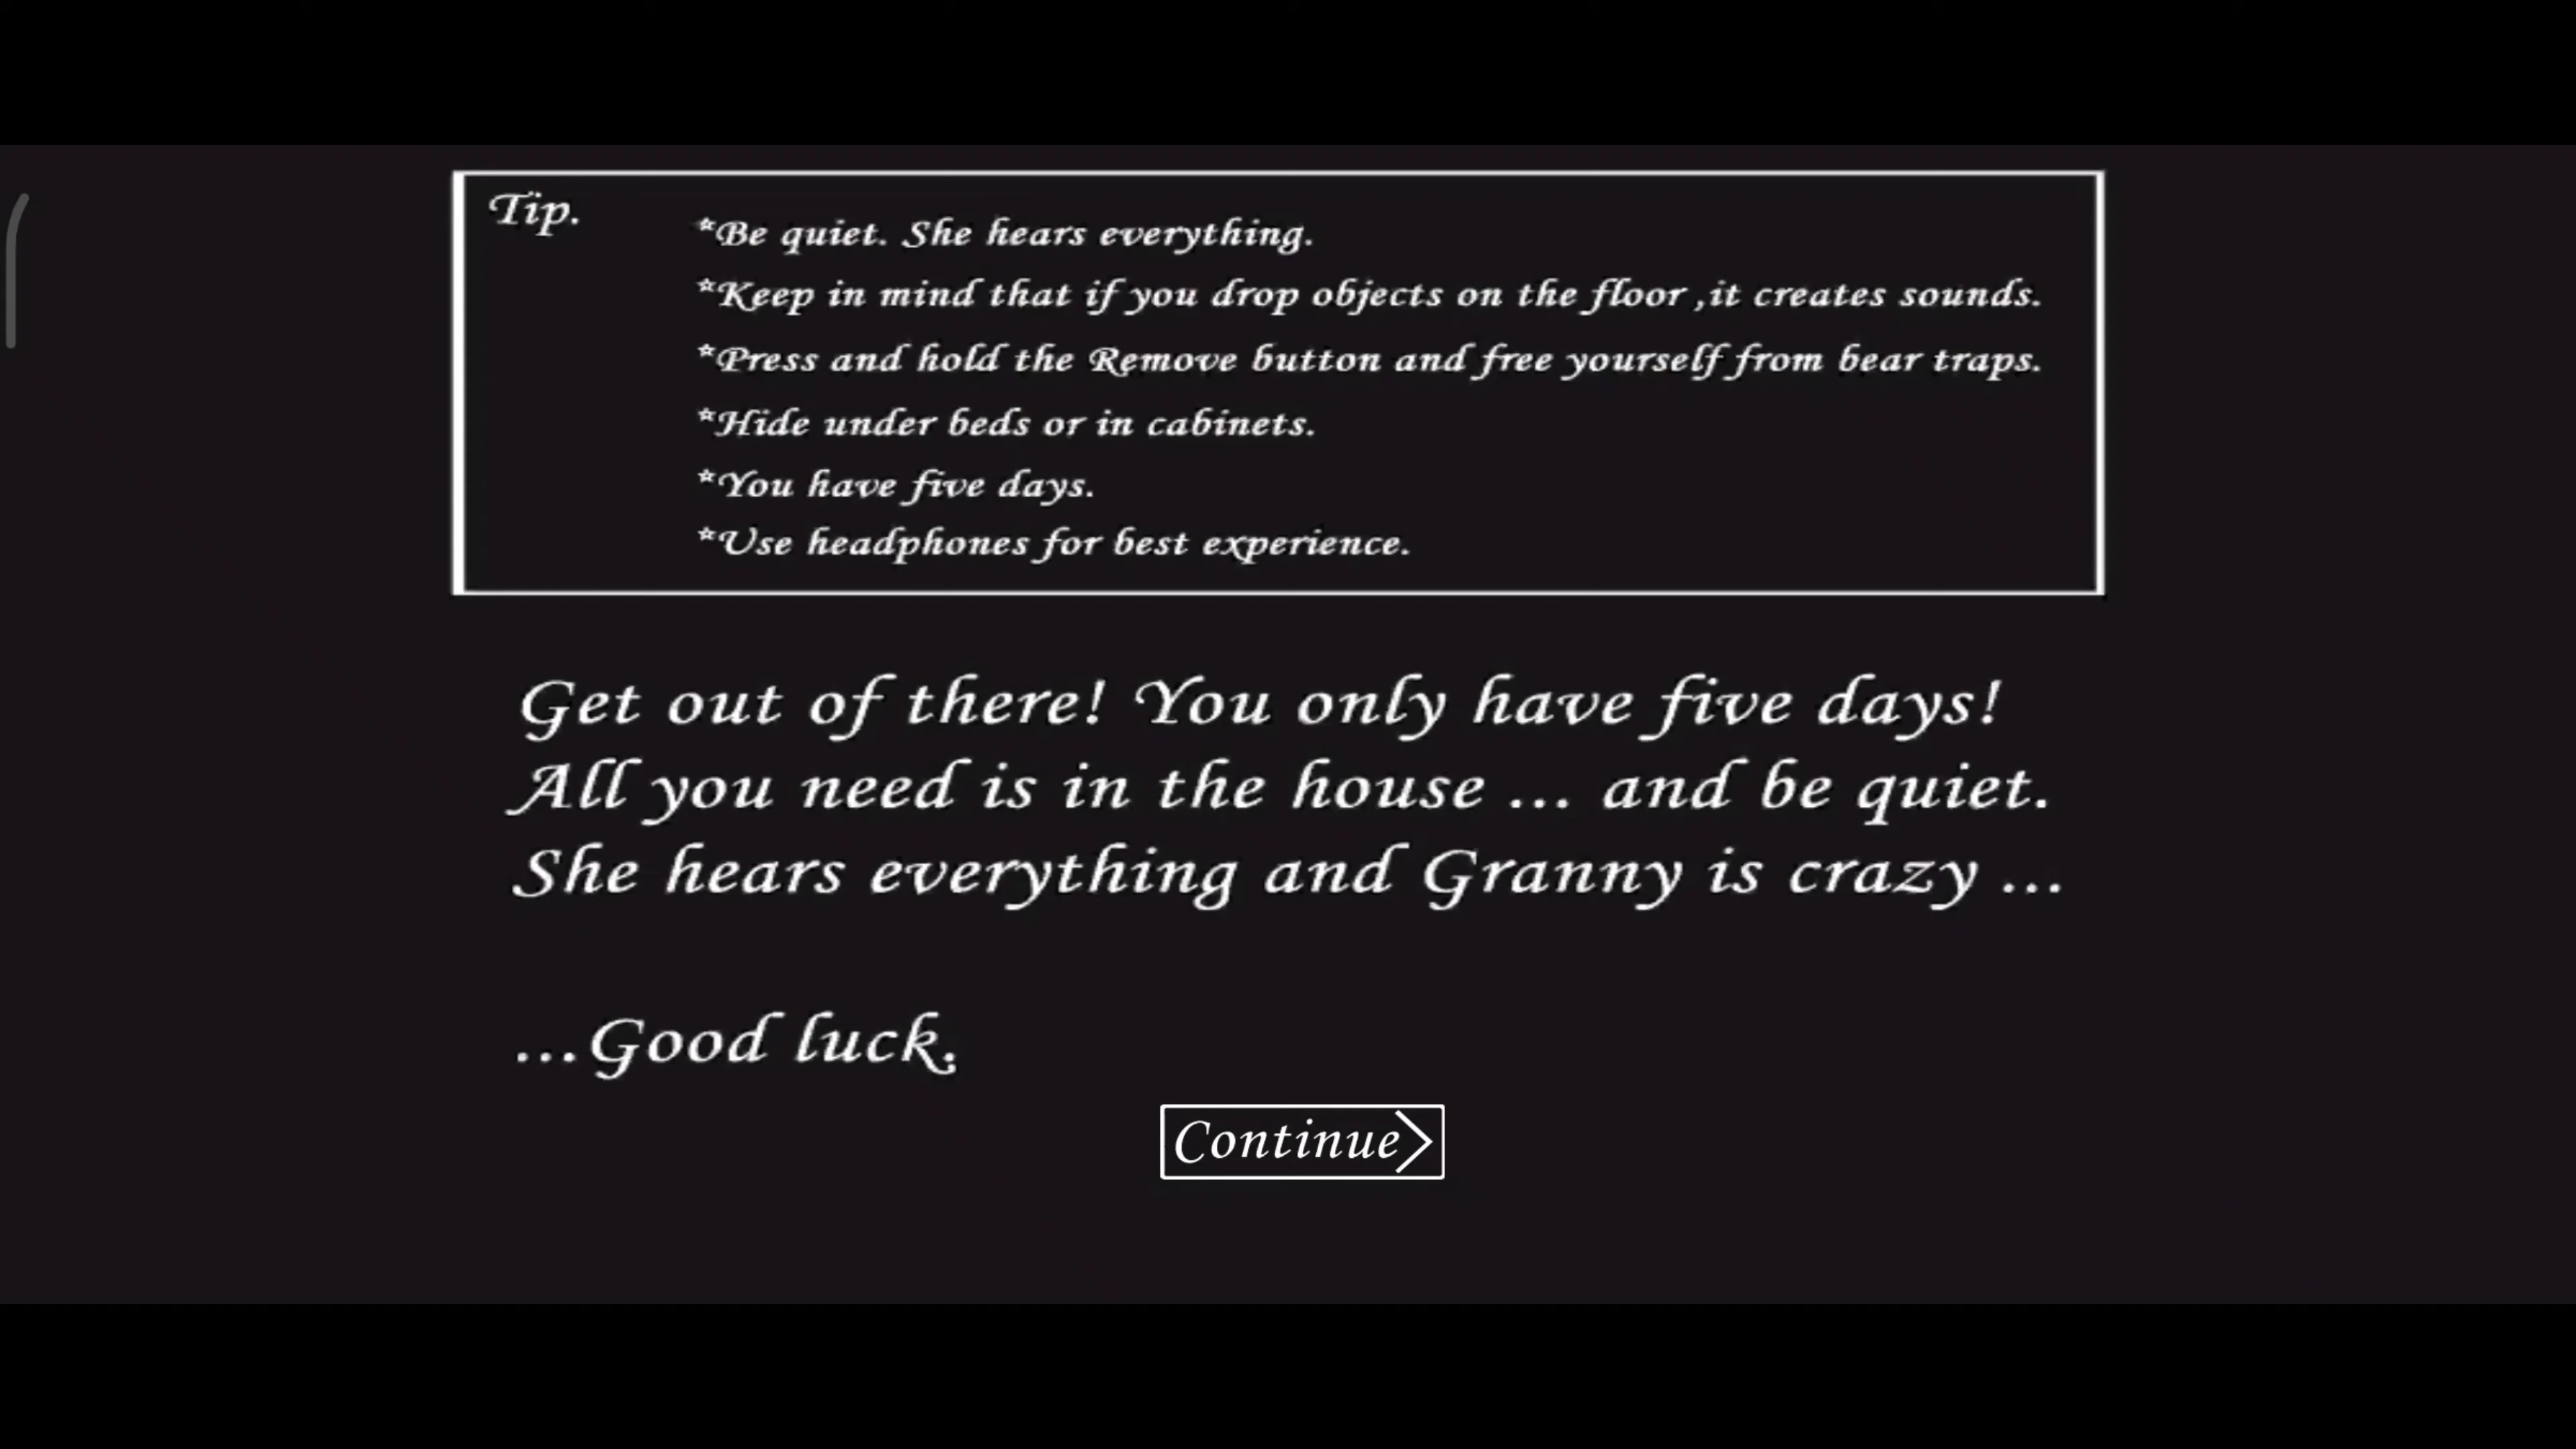 Tip.
*Be quiet. She hears everything.
*Keep in mind that if you drop objects on the floor ,it creates sounds.
*Press and hold the Remove button and free yourself from bear traps.
*Hide under beds or in cabinets.
*You have five days.
*Use headphones for best experience.
Get out of there! You only have five days!
All you need is in the house ... and be quiet.
She hears everything and Granny is crazy ...
...Good luck.
Continue>